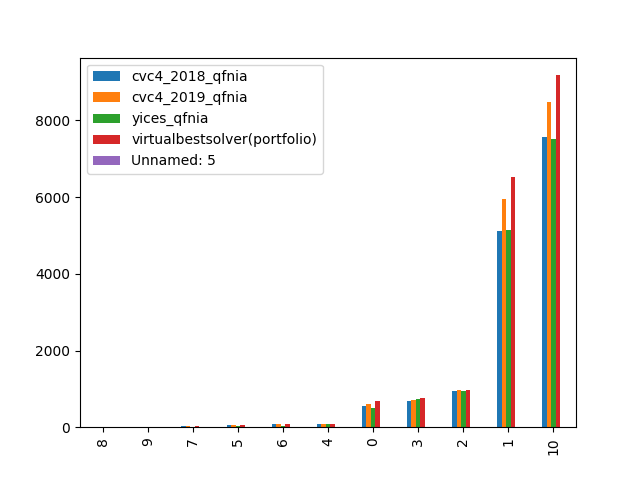 cvc4_2018_qfnia
cvc4_2019_qfnia
yices_qfnia
virtualbestsolver(portfolio)
Unnamed: 5
8000
6000
4000
2000
0
8 9 7 5 6 4 0 3 2 1 10